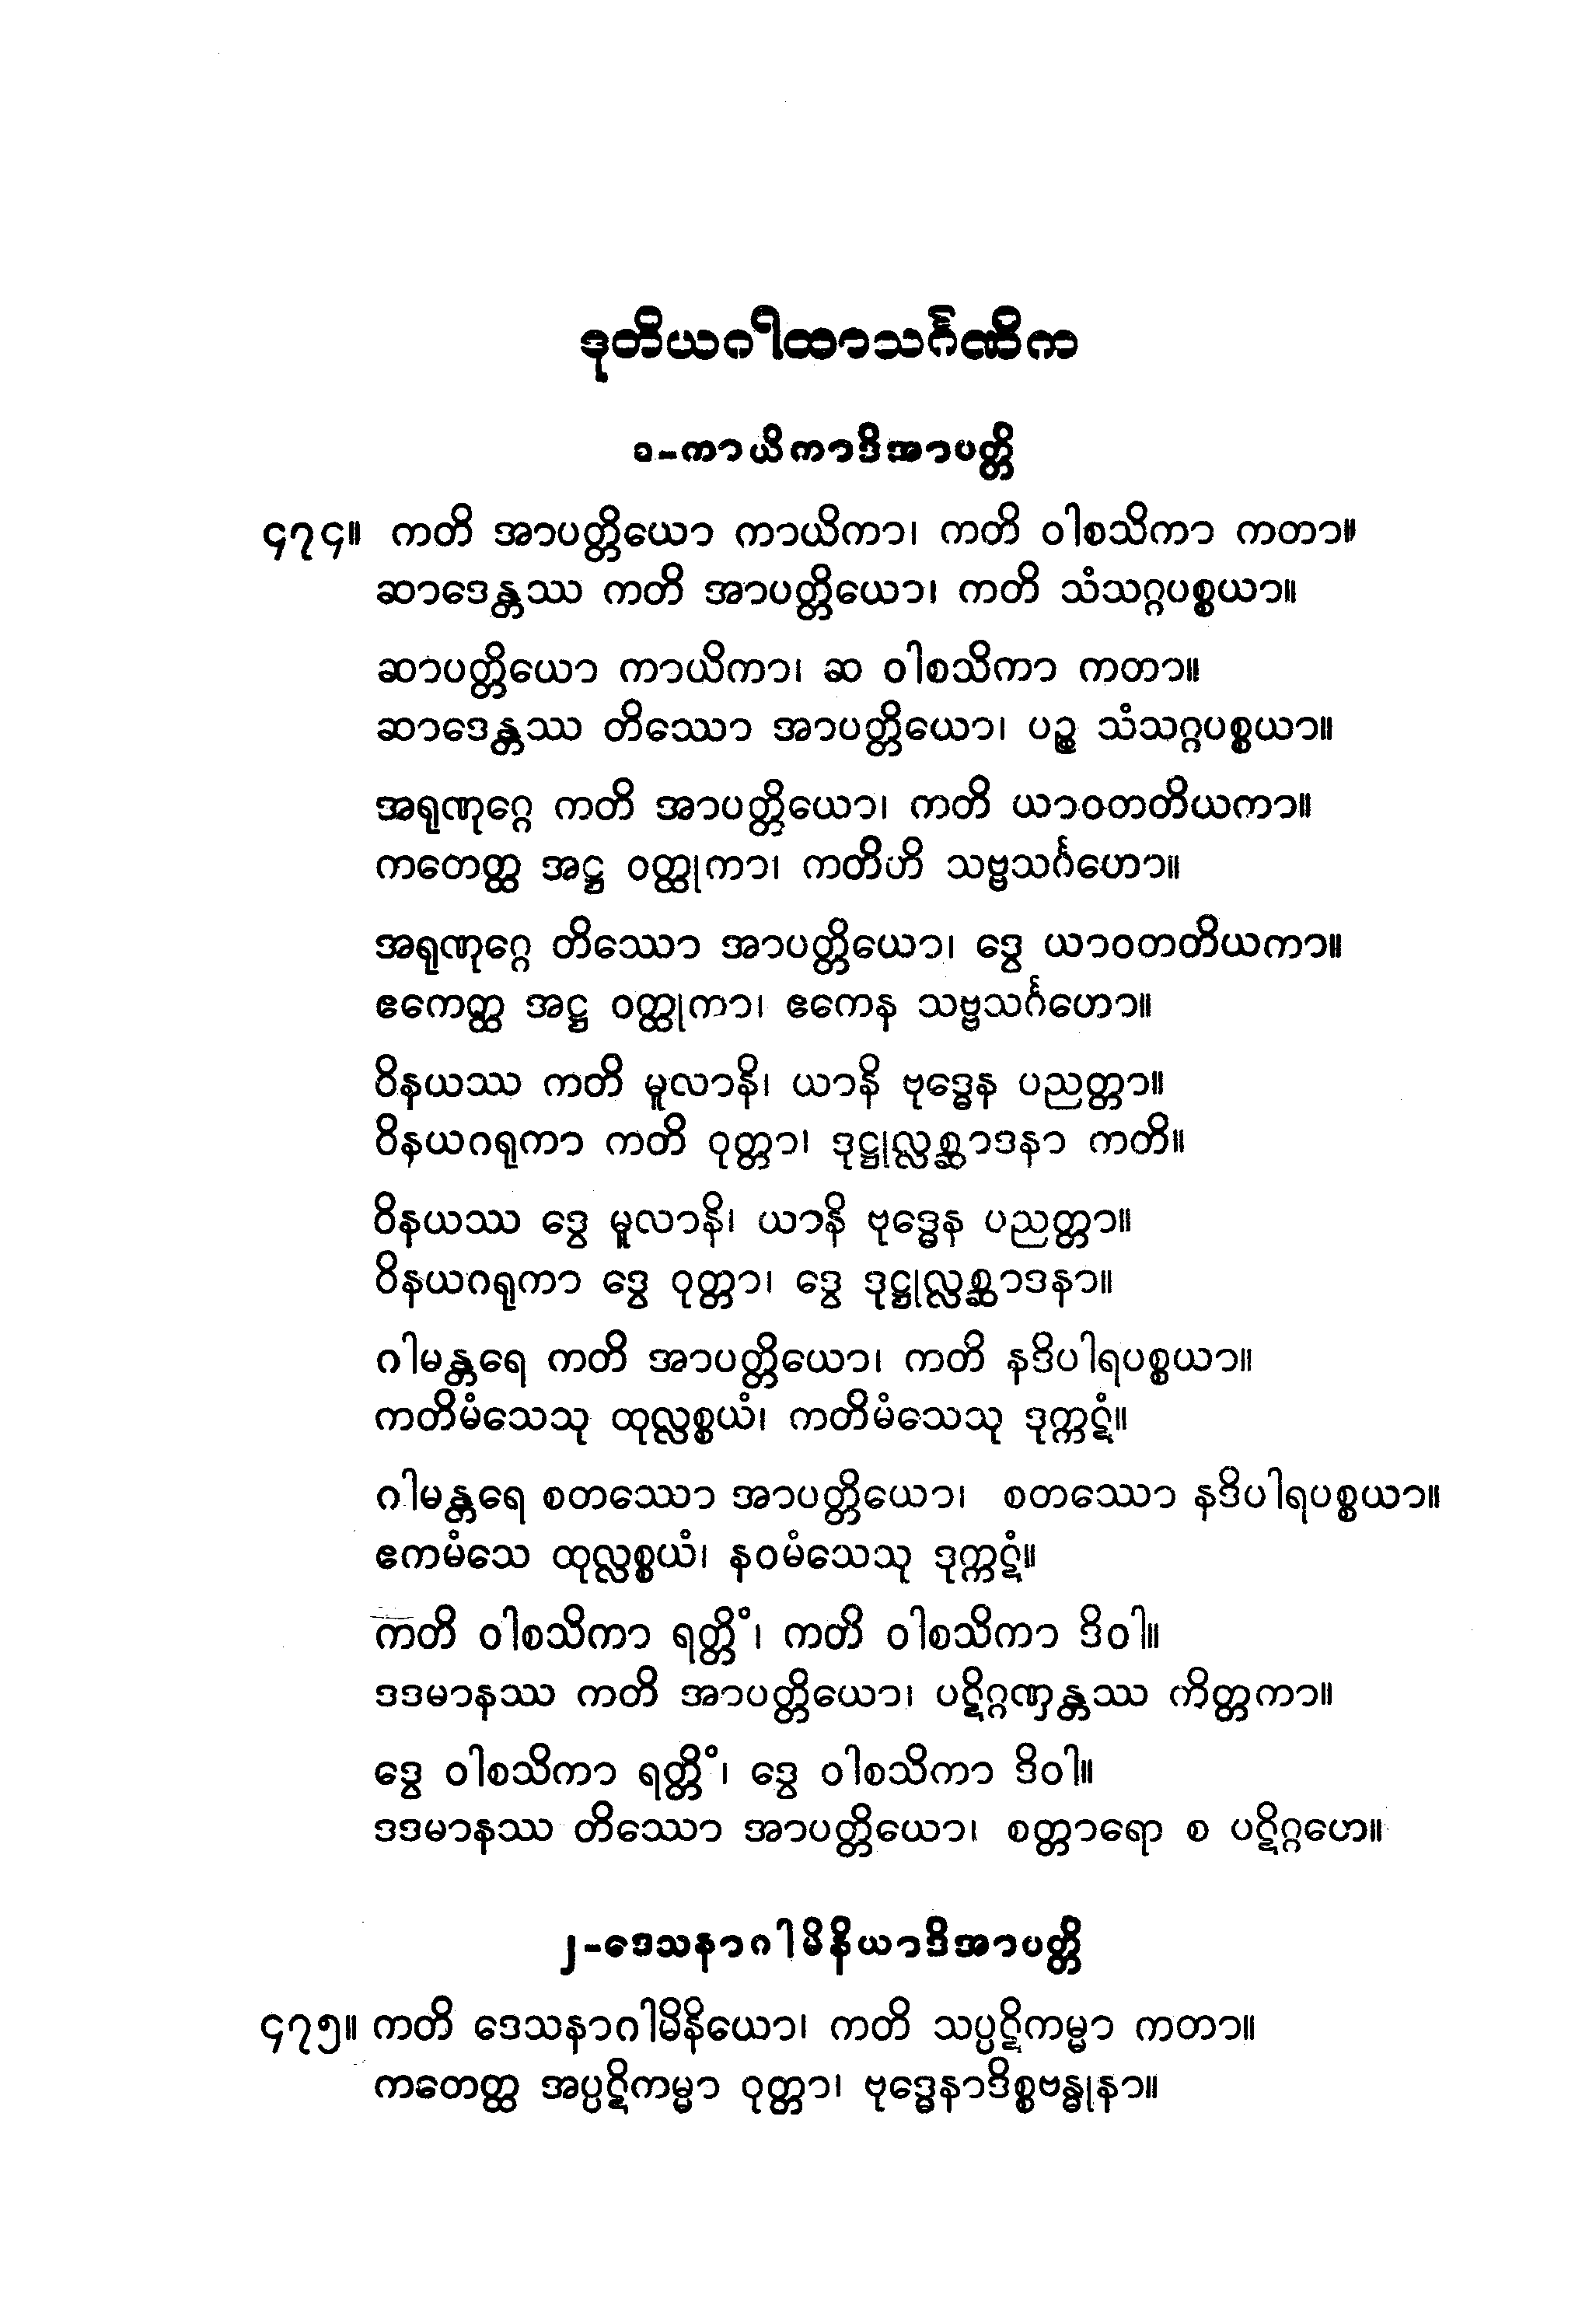 ဒုတိယဂါထာသင်္ဂဏိက
၁-ကာယိကာဒိအာပတ္တိ
၄၇၄။ ကတိ အာပတ္တိယော ကာယိကာ၊ ကတိ ဝါစသိကာ ကတာ။
ဆာဒေန္တဿ ကတိ အာပတ္တိယော၊ ကတိ သံသဂ္ဂပစ္စယာ။
ဆာပတ္တိယော ကာယိကာ၊ ဆ ဝါစသိကာ ကတာ။
ဆာဒေန္တဿ တိဿော အာပတ္တိယော၊ ပဉ္စ သံသဂ္ဂပစ္စယာ။
အရုဏုဂ္ဂေ ကတိ အာပတ္တိယော၊ ကတိ ယာဝတတိယကာ။
ကတေတ္ထ အဋ္ဌ ဝတ္ထုကာ၊ ကတိဟိ သဗ္ဗသင်္ဂဟော။
အရုဏုဂ္ဂေ တိဿော အာပတ္တိယော၊ ဒွေ ယာဝတတိယကာ။
ဧကေတ္ထ အဋ္ဌ ဝတ္ထုကာ၊ ဧကေန သဗ္ဗသင်္ဂဟော။
ဝိနယဿ ကတိ မူလာနိ၊ ယာနိ ဗုဒ္ဓေန ပညတ္တာ။
ဝိနယဂရုကာ ကတိ ဝုတ္တာ၊ ဒုဋ္ဌုလ္လစ္ဆာဒနာ ကတိ။
ဝိနယဿ ဒွေ မူလာနိ၊ ယာနိ ဗုဒ္ဓေန ပညတ္တာ။
ဝိနယဂရုကာ ဒွေ ဝုတ္တာ၊ ဒွေ ဒုဋ္ဌုလ္လစ္ဆာဒနာ။
ဂါမန္တရေ ကတိ အာပတ္တိယော၊ ကတိ နဒိပါရပစ္စယာ။
ကတိမံသေသု ထုလ္လစ္စယံ၊ ကတိမံသေသု ဒုက္ကဋံ။
ဂါမန္တရေ စတဿော အာပတ္တိယော၊ စတဿော နဒိပါရပစ္စယာ။
ဧကမံသေ ထုလ္လစ္စယံ၊ နဝမံသေသု ဒုက္ကဋံ။
ကတိ ဝါစသိကာ ရတ္တိံ၊ ကတိ ဝါစသိကာ ဒိဝါ။
ဒဒမာနဿ ကတိ အာပတ္တိယော၊ ပဋိဂ္ဂဏှန္တဿ ကိတ္တကာ။
ဒွေ ဝါစသိကာ ရတ္တိံ၊ ဒွေ ဝါစသိကာ ဒိဝါ။
ဒဒမာနဿ တိဿော အာပတ္တိယော၊ စတ္တာရော စ ပဋိဂ္ဂဟေ။
၂-ဒေသနာဂါမိနိယာဒိအာပတ္တိ
၄၇၅။ ကတိ ဒေသနာဂါမိနိယော၊ ကတိ သပ္ပဋိကမ္မာ ကတာ။
ကတေတ္ထ အပ္ပဋိကမ္မာ ဝုတ္တာ၊ ဗုဒ္ဓေနာဒိစ္စဗန္ဓုနာ။